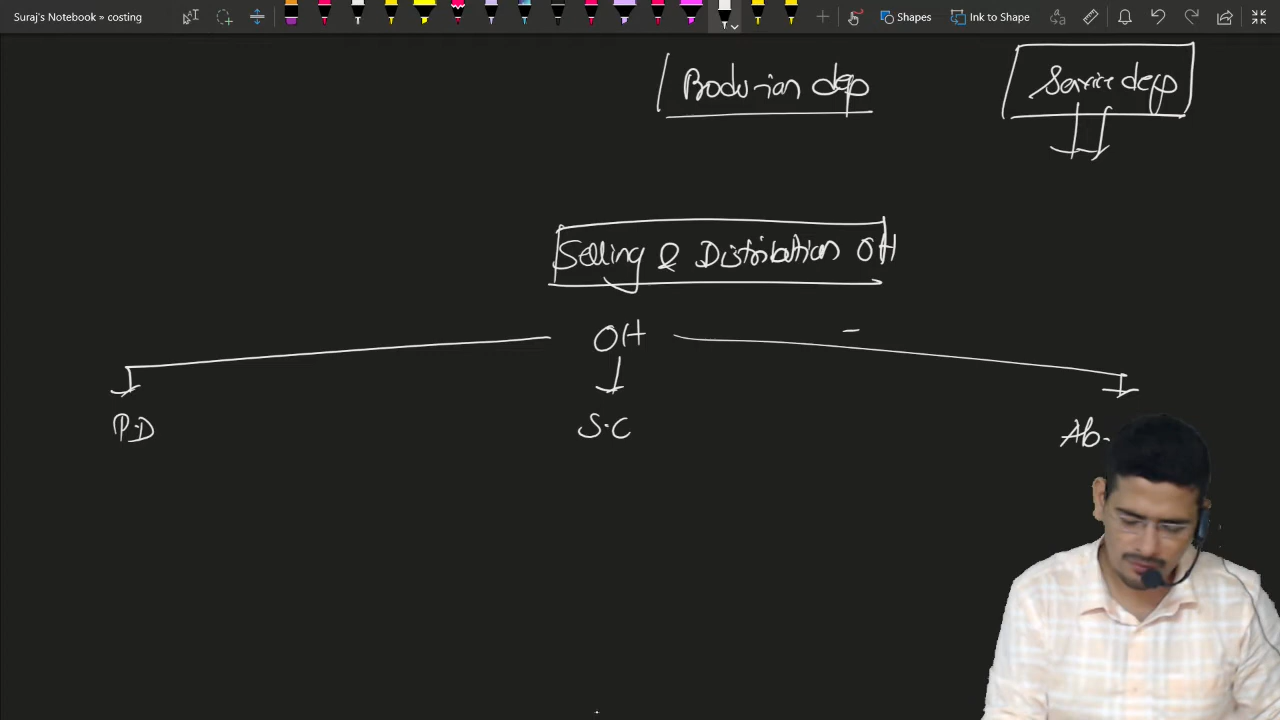 Suraj's Notebook » costing
Shapes
Ink to Shape
Production dep
Service dep
Selling & Distribution OH
OH
P.D
S.C
Ab-